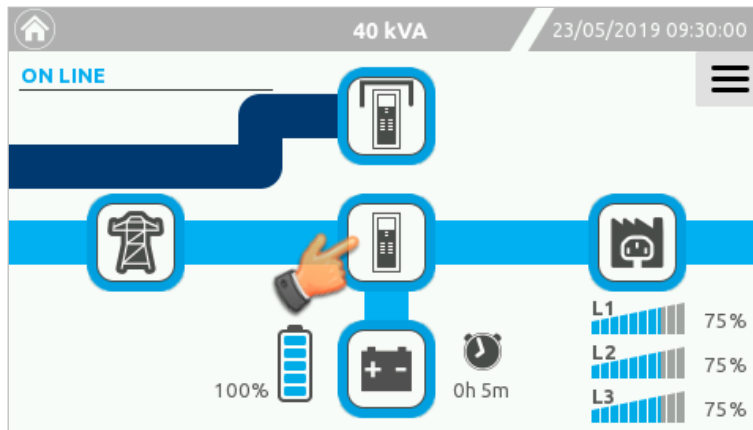 40 kVA
23/05/2019 09:30:00
ON LINE
100%
0h 5m
L1 75%
L2 75%
L3 75%